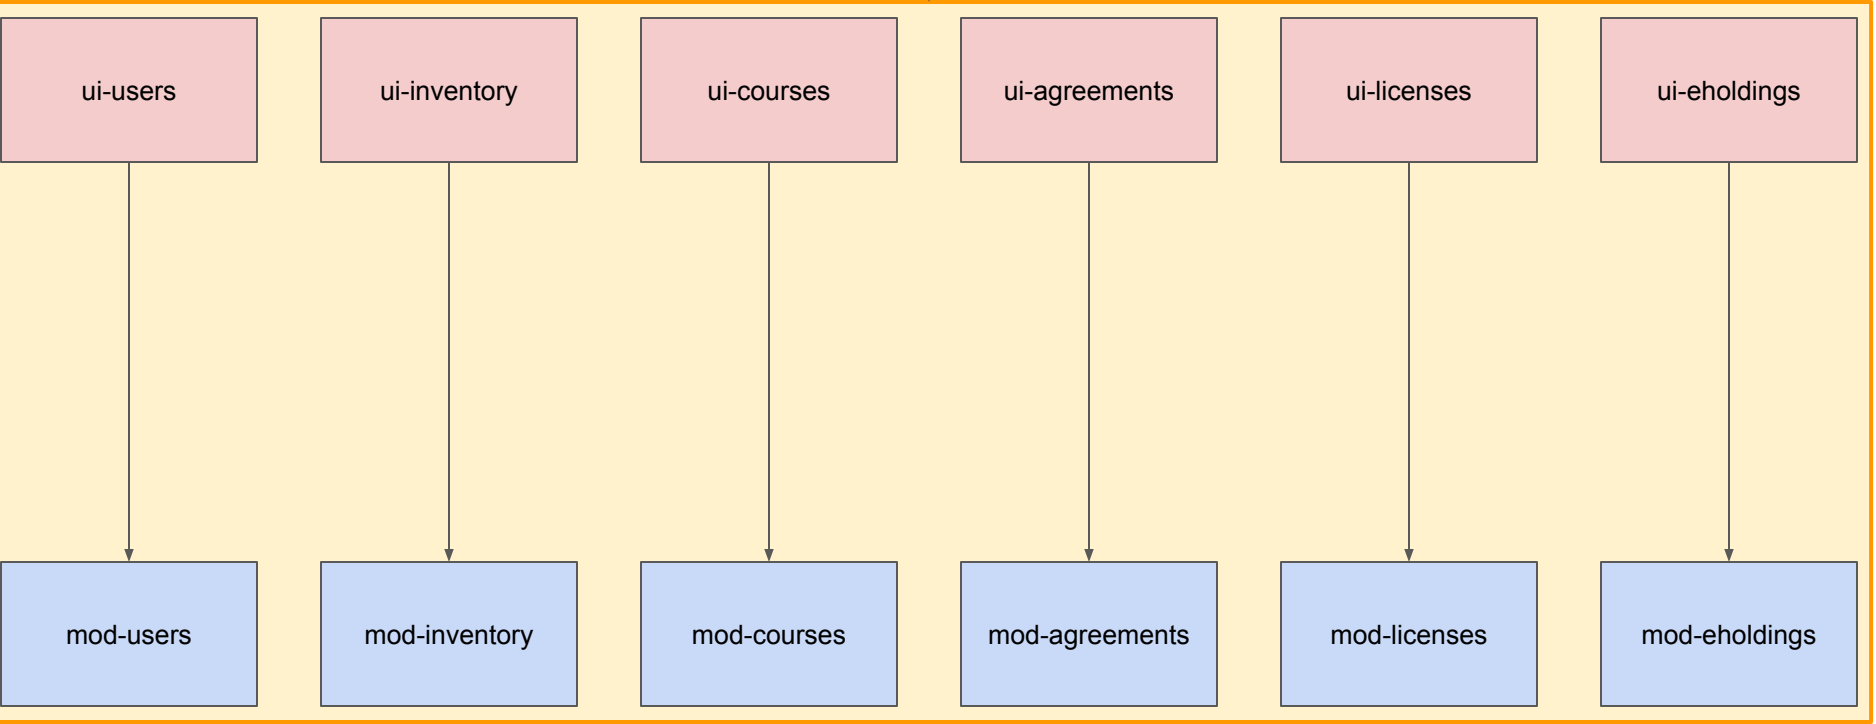 ui-users
ui-inventory
ui-courses
ui-agreements
ui-licenses
ui-eholdings
mod-users
mod-inventory
mod-courses
mod-agreements
mod-licenses
mod-eholdings